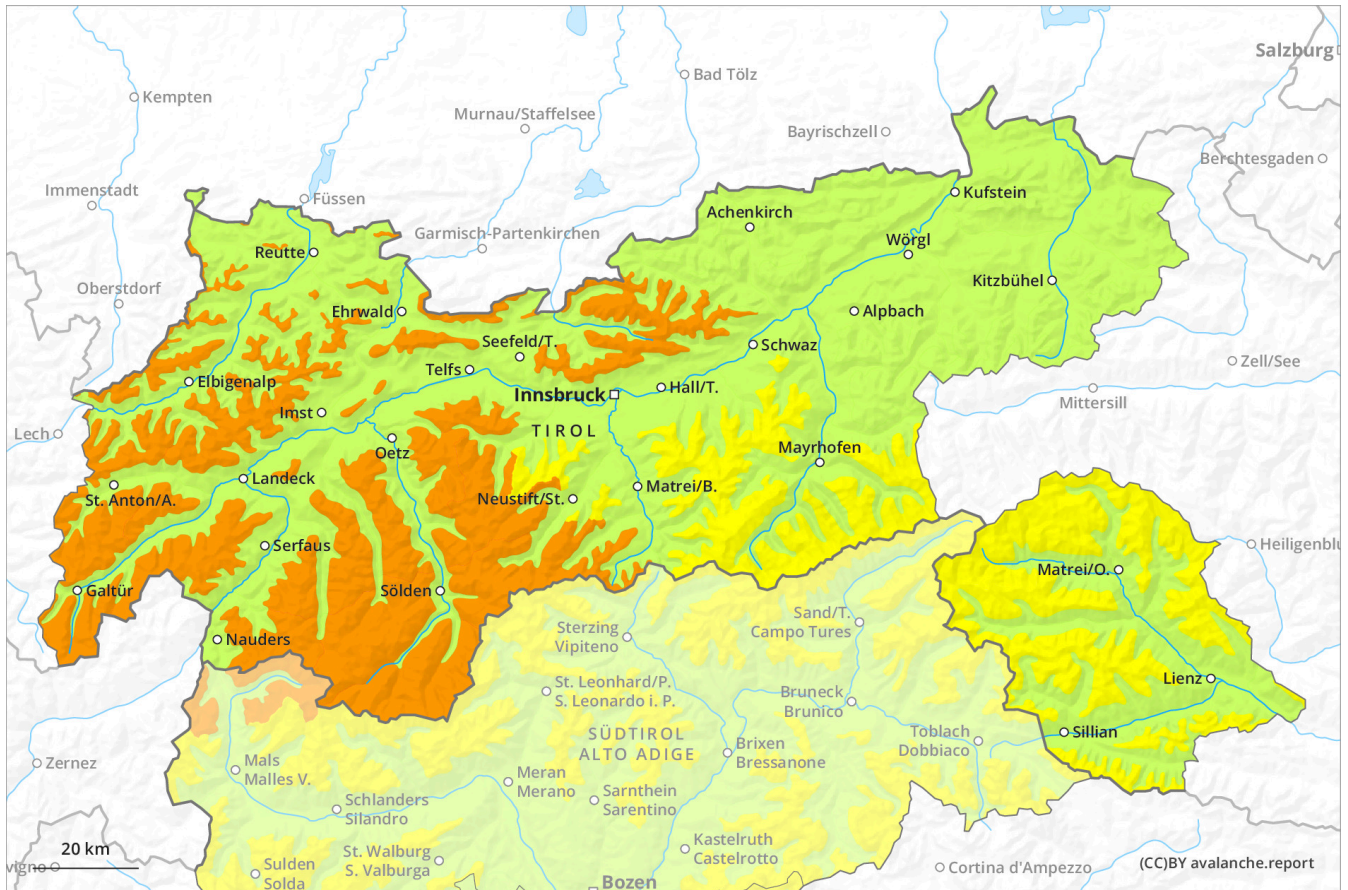 Salzburg
Bad Tölz
Kempten
Murnau/Staffelsee
Bayrischzell
Berchtesgaden
Immenstadt
Füssen
Kufstein
Achenkirch
Garmisch-Partenkirchen
Reutte
Wörgl
Oberstdorf
Kitzbühel
Ehrwald
Alpbach
Seefeld/T.
Schwaz
Zell/See
Telfs
Elbigenalp
Innsbruck
Hall/T.
Mittersill
Imst
Lech
TIROL
Oetz
Mayrhofen
Landeck
St. Anton/A.
Neustift/St.
Matrei/B.
Serfaus
Heiligenblu
Matrei/O.
Galtür
Sölden
Sand/T.
Campo Tures
Sterzing
Vipiteno
Nauders
Lienz
St. Leonhard/P.
S. Leonardo i. P.
Bruneck
Brunico
SÜDTIROL
ALTO ADIGE
Toblach
Dobbiaco
Sillian
Brixen
Bressanone
Zernez
Mals
Malles V.
Meran
Merano
Schlanders
Silandro
Sarnthein
Sarentino
20 km
St. Walburg
S. Valburga
Kastelruth
Castelrotto
vigno
Sulden
Solda
Cortina d'Ampezzo
(CC)BY avalanche.report
Bozen